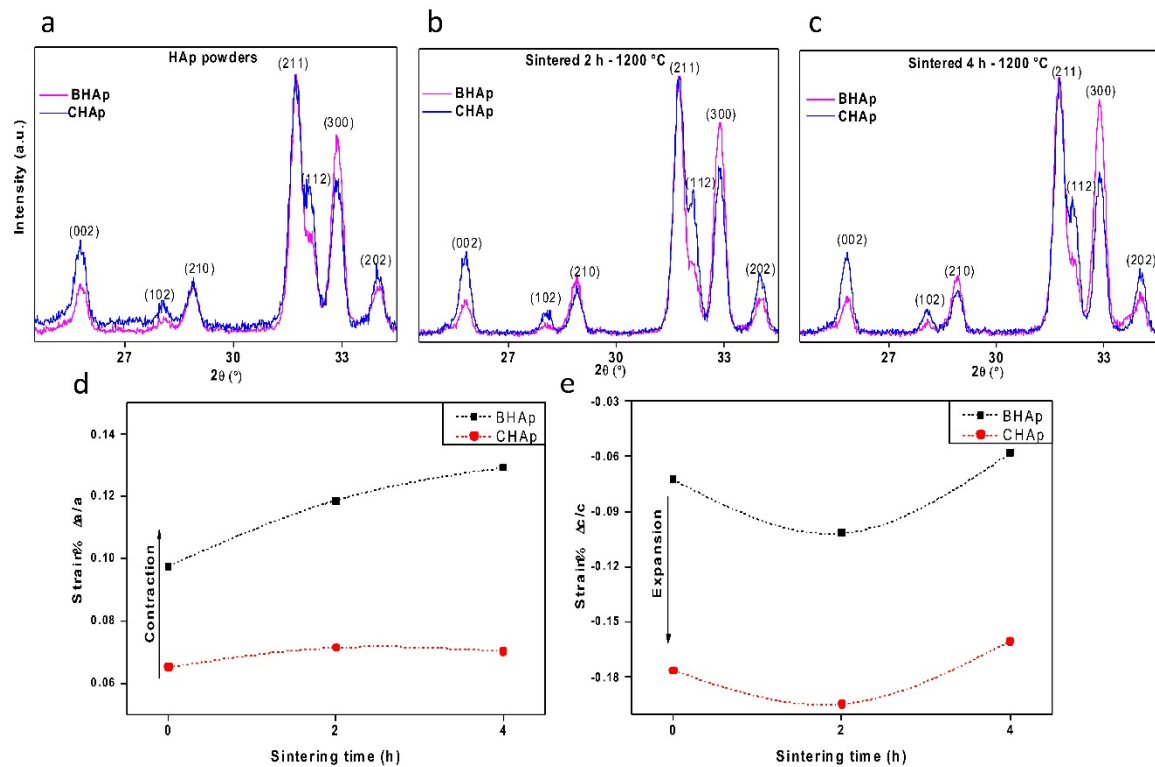 a
HAp powders
BHAp
CHAp
(002)
(102)
(210)
(211)
(112)
(300)
(202)
Intensity (a.u.)
27
30
33
2θ (°)
b
Sintered 2 h - 1200 °C
BHAp
CHAp
(002)
(102)
(210)
(211)
(112)
(300)
(202)
27
30
33
2θ (°)
c
Sintered 4 h - 1200 °C
BHAp
CHAp
(002)
(102)
(210)
(211)
(112)
(300)
(202)
27
30
33
2θ (°)
d
BHAp
CHAp
0.14
0.12
0.10
0.08
0.06
Strain% Δa/a
Contraction
0
2
4
Sintering time (h)
e
BHAp
CHAp
-0.03
-0.06
-0.09
-0.12
-0.15
-0.18
Strain% Δc/c
Expansion
0
2
4
Sintering time (h)